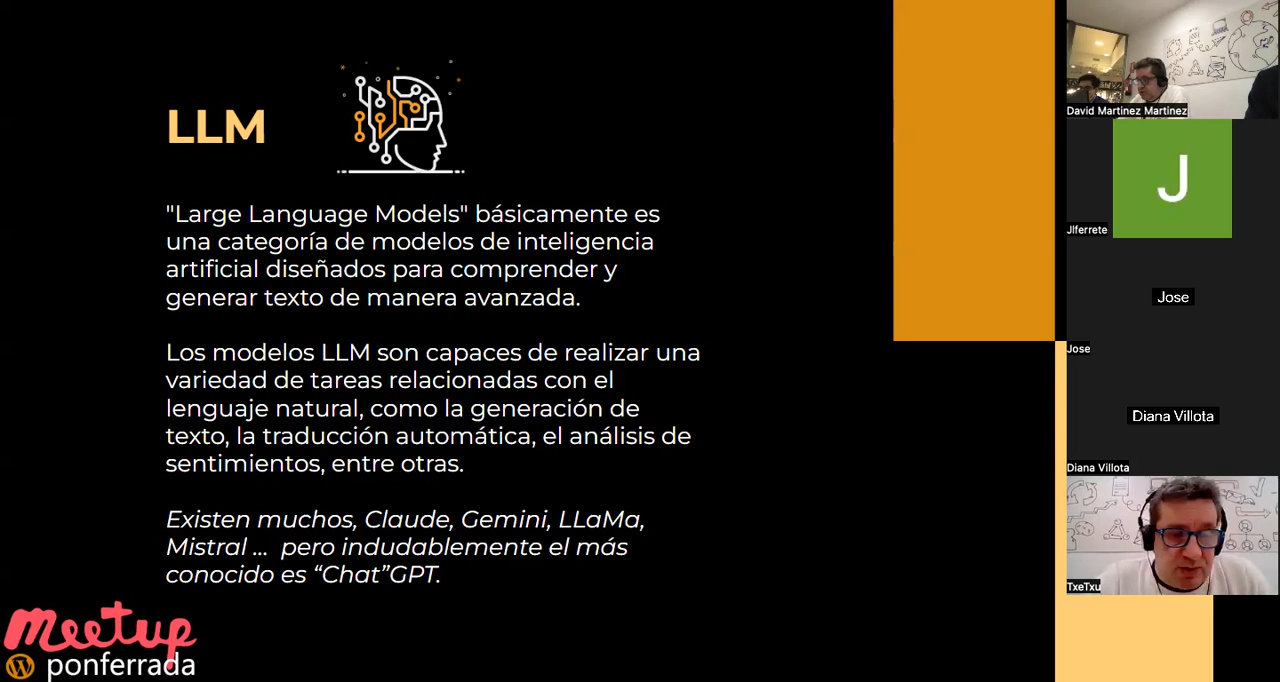 LLM
"Large Language Models" básicamente es
una categoría de modelos de inteligencia
artificial diseñados para comprender y
generar texto de manera avanzada.
Los modelos LLM son capaces de realizar una
variedad de tareas relacionadas con el
lenguaje natural, como la generación de
texto, la traducción automática, el análisis de
sentimientos, entre otras.
Existen muchos, Claude, Gemini, LLaMa,
Mistral ... pero indudablemente el más
conocido es “Chat”GPT.
meetup
ponferrada
David Martinez Martinez
J
Jlferrete
Jose
Jose
Diana Villota
Diana Villota
TxeTxu